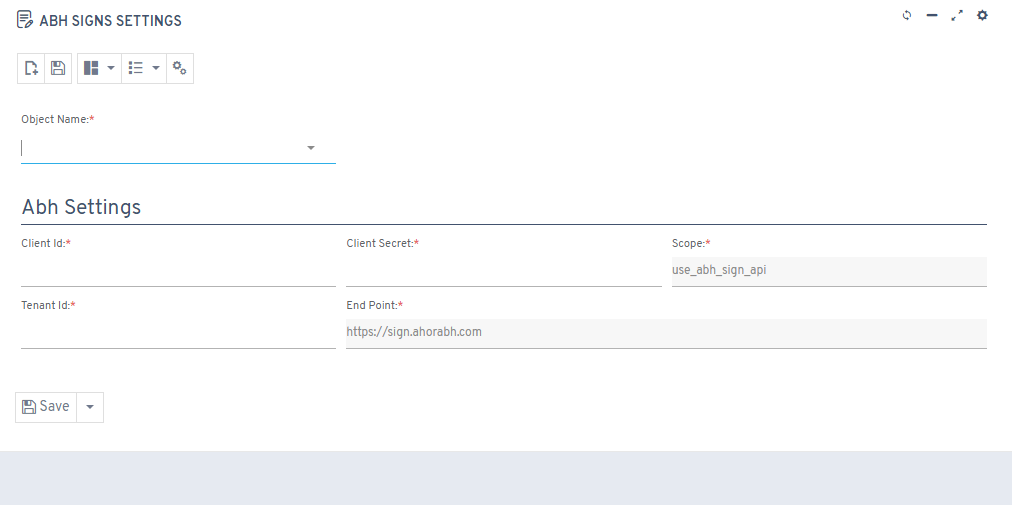 ABH SIGNS SETTINGS
Object Name:*
Abh Settings
Client Id:* Client Secret:* Scope:*
use_abh_sign_api
Tenant Id:* End Point:*
https://sign.ahorabh.com
Save